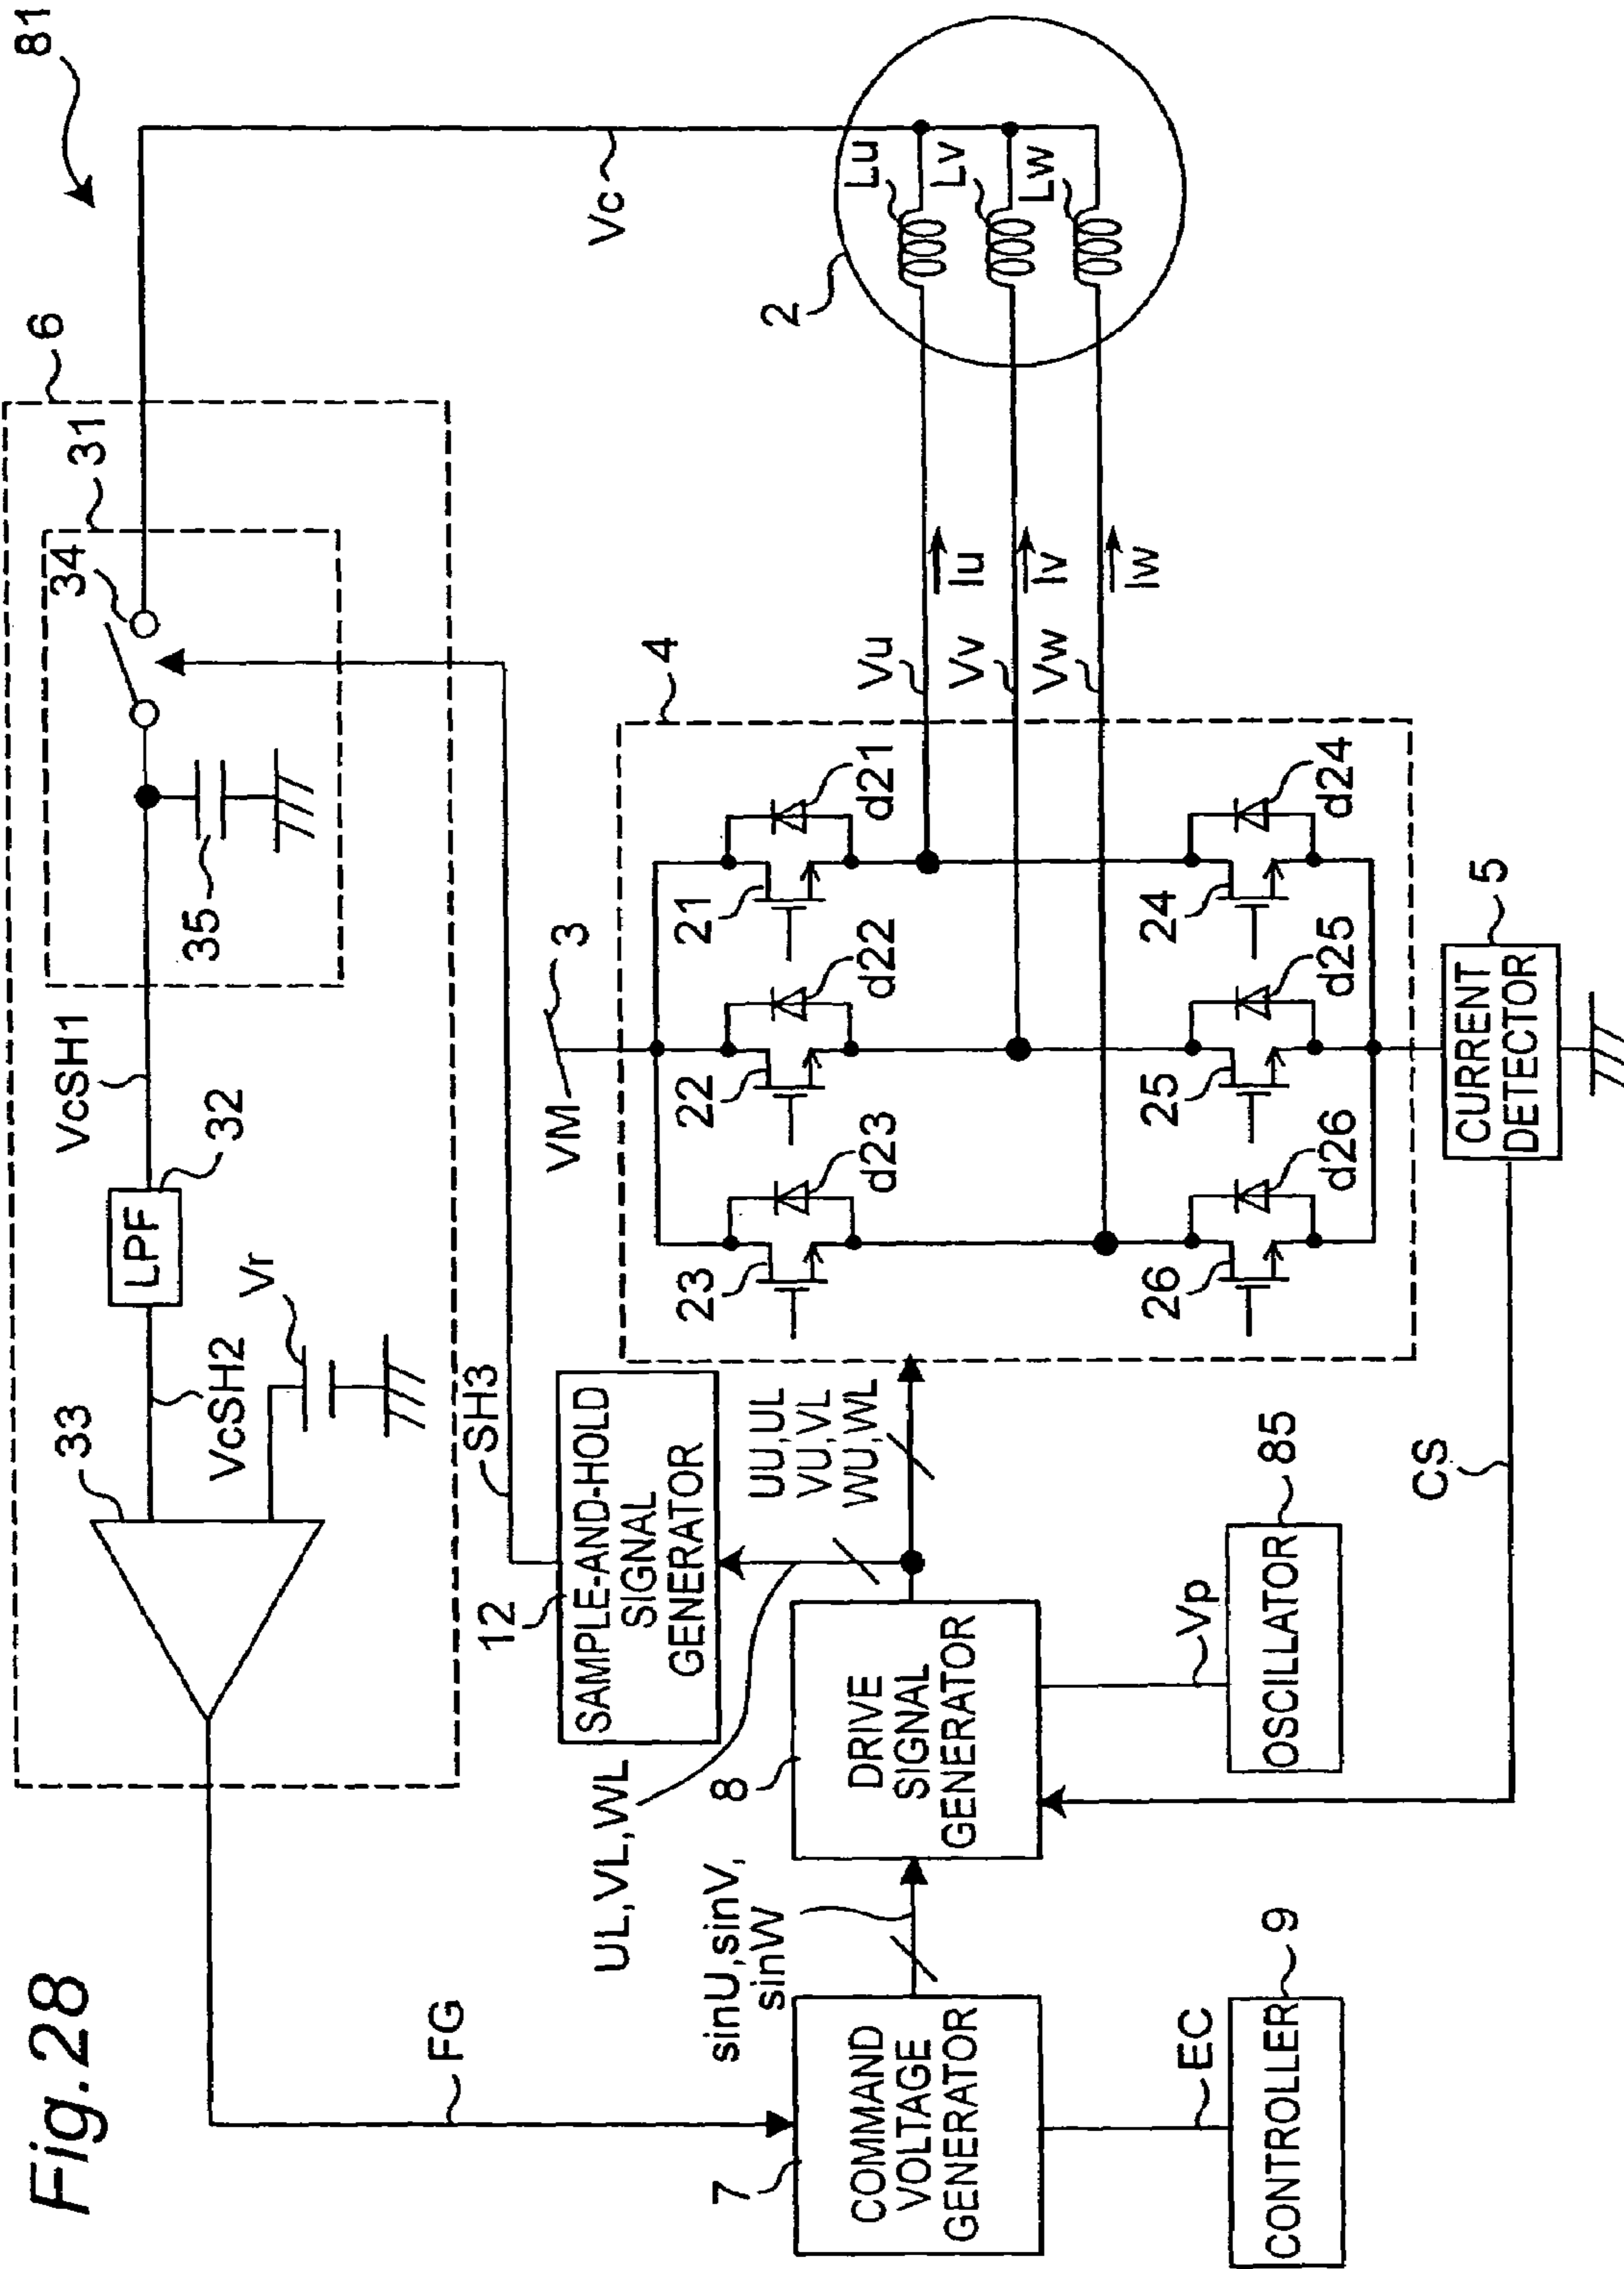 Fig.28
81
6
31
34
35
VcSH1
32
LPF
VcSH2
Vr
33
FG
Vc
2
Lu
Lv
Lw
SH3
12
SAMPLE-AND-HOLD
SIGNAL
GENERATOR
UL,VL,WL
VM
3
4
21
d21
22
d22
23
d23
24
d24
25
d25
26
d26
Vu
Vv
Vw
Iu
Iv
Iw
UU,UL
VU,VL
WU,WL
8
DRIVE
SIGNAL
GENERATOR
sinU,sinV,
sinW
7
COMMAND
VOLTAGE
GENERATOR
EC
CONTROLLER
9
Vp
OSCILLATOR
85
CS
CURRENT
DETECTOR
5